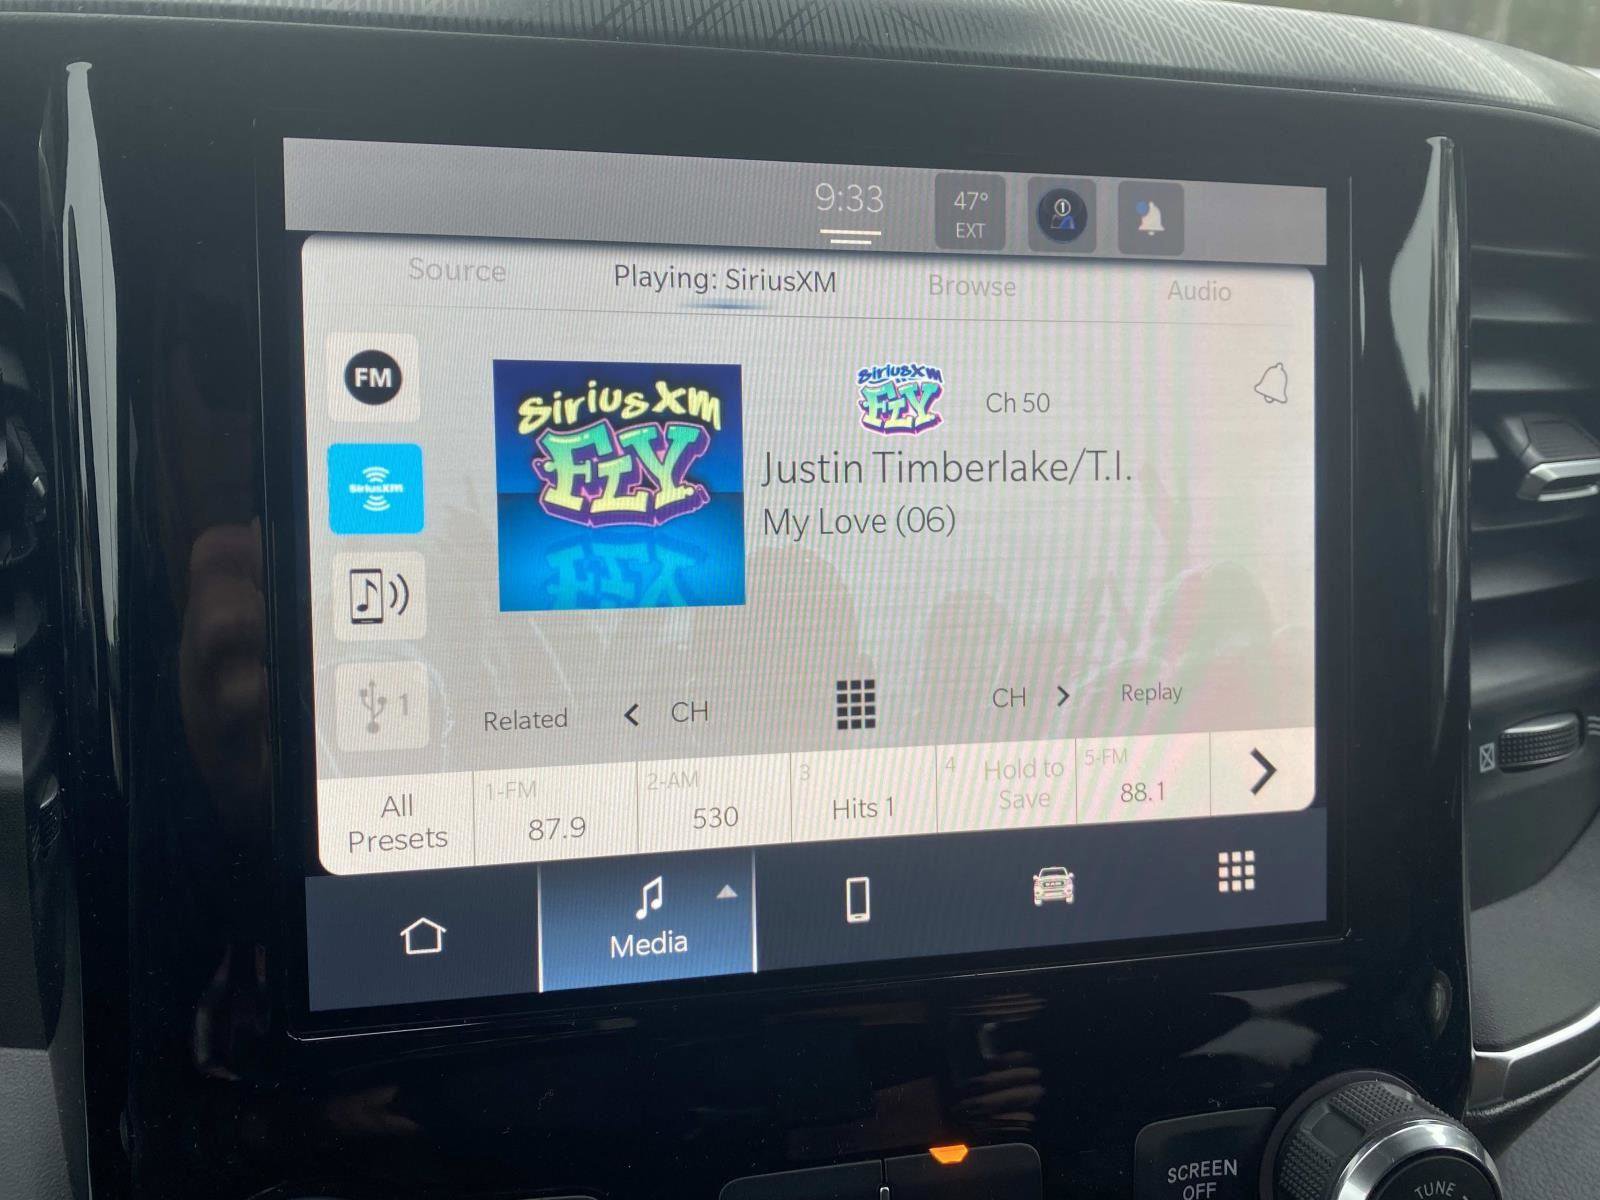 9:33
47°
EXT
1
Source
Playing: SiriusXM
Browse
Audio
FM
SiriusXM
1
SiriusXM
FLY
SiriusXM
FLY
Ch 50
Justin Timberlake/T.I.
My Love (06)
Related
CH
CH
Replay
All
Presets
1-FM
87.9
2-AM
530
3
Hits 1
4
Hold to
Save
5-FM
88.1
Media
SCREEN
OFF
TUNE